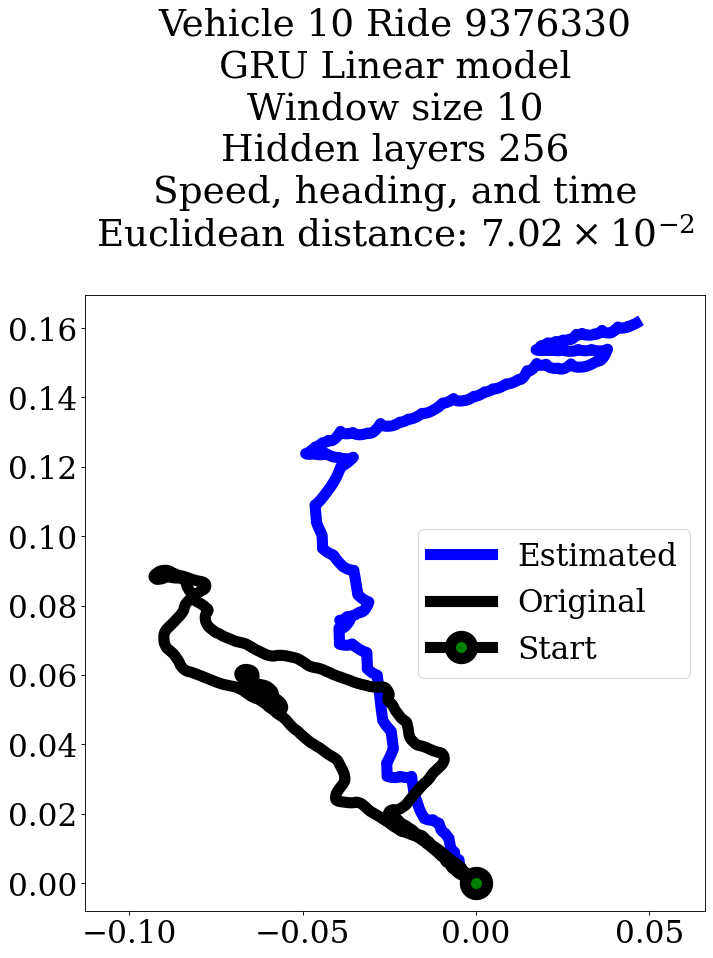 Vehicle 10 Ride 9376330
GRU Linear model
Window size 10
Hidden layers 256
Speed, heading, and time
Euclidean distance: 7.02 × 10⁻²
0.16
0.14
0.12
0.10
0.08
0.06
0.04
0.02
0.00
Estimated
Original
Start
−0.10 −0.05 0.00 0.05